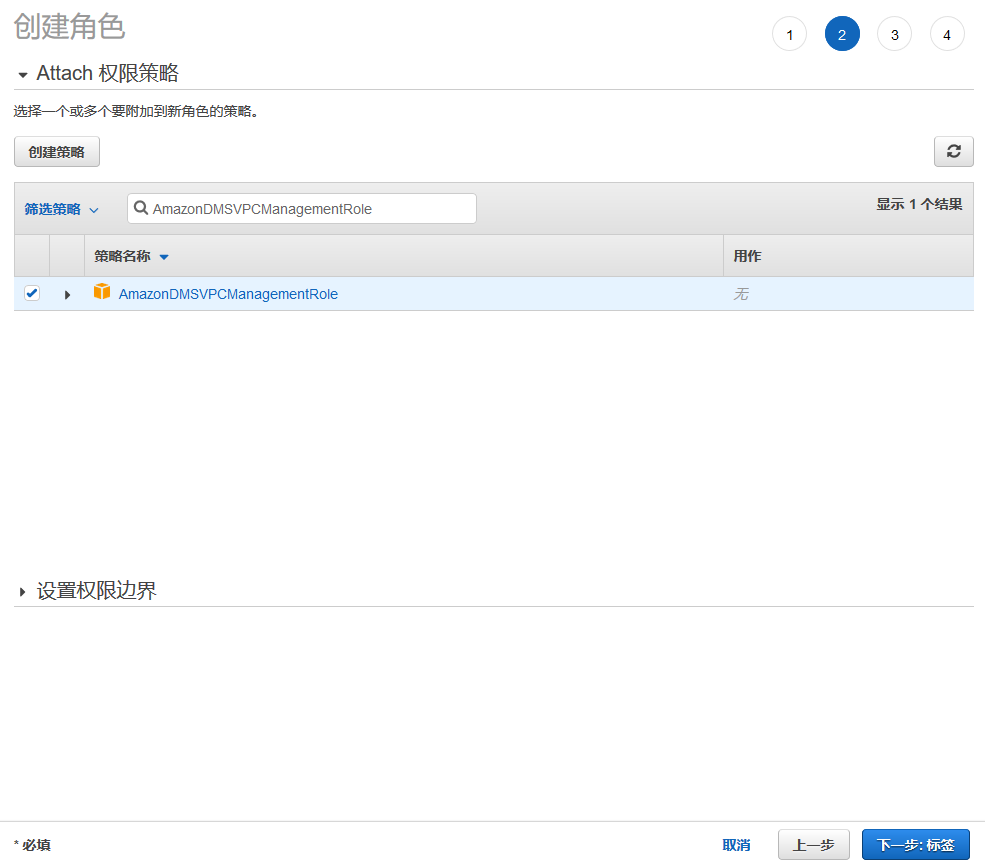 创建角色
1 2 3 4
Attach 权限策略
选择一个或多个要附加到新角色的策略。
创建策略
筛选策略 AmazonDMSVPCManagementRole 显示 1 个结果
策略名称 用作
AmazonDMSVPCManagementRole 无
设置权限边界
* 必填 取消 上一步 下一步: 标签